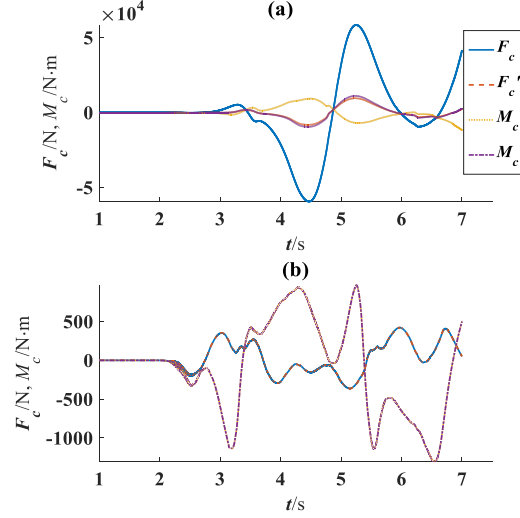 (a)
×10⁴
5
0
-5
F_c/N, M_c/N·m
1 2 3 4 5 6 7
t/s
F_c
F_c'
M_c
M_c
(b)
500
0
-500
-1000
F_c/N, M_c/N·m
1 2 3 4 5 6 7
t/s